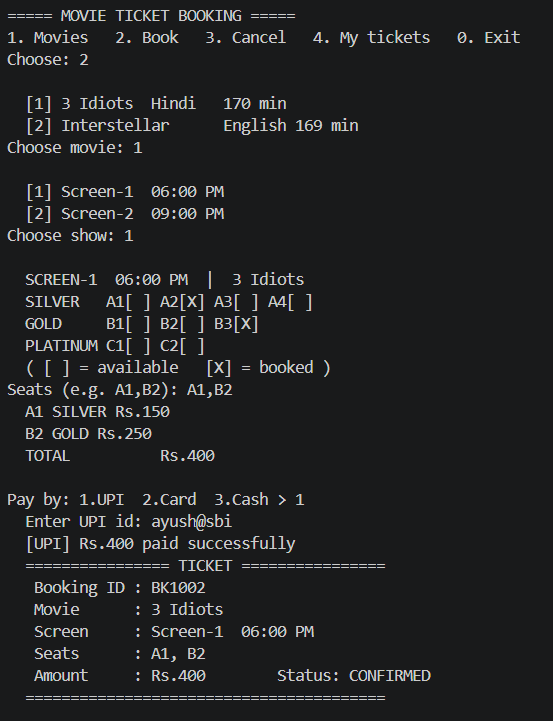 ===== MOVIE TICKET BOOKING =====
1. Movies   2. Book   3. Cancel   4. My tickets   0. Exit
Choose: 2

  [1] 3 Idiots  Hindi   170 min
  [2] Interstellar      English 169 min
Choose movie: 1

  [1] Screen-1  06:00 PM
  [2] Screen-2  09:00 PM
Choose show: 1

  SCREEN-1  06:00 PM  |  3 Idiots
  SILVER   A1[ ] A2[X] A3[ ] A4[ ]
  GOLD     B1[ ] B2[ ] B3[X]
  PLATINUM C1[ ] C2[ ]
  ( [ ] = available   [X] = booked )
Seats (e.g. A1,B2): A1,B2
  A1 SILVER Rs.150
  B2 GOLD Rs.250
  TOTAL          Rs.400

Pay by: 1.UPI  2.Card  3.Cash > 1
  Enter UPI id: ayush@sbi
  [UPI] Rs.400 paid successfully
  ================ TICKET ================
   Booking ID : BK1002
   Movie      : 3 Idiots
   Screen     : Screen-1  06:00 PM
   Seats      : A1, B2
   Amount     : Rs.400        Status: CONFIRMED
  ========================================